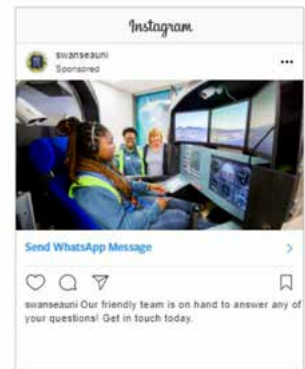 Instagram
swanseauni
Sponsored
Send WhatsApp Message
swanseauni Our friendly team is on hand to answer any of
your questions! Get in touch today.